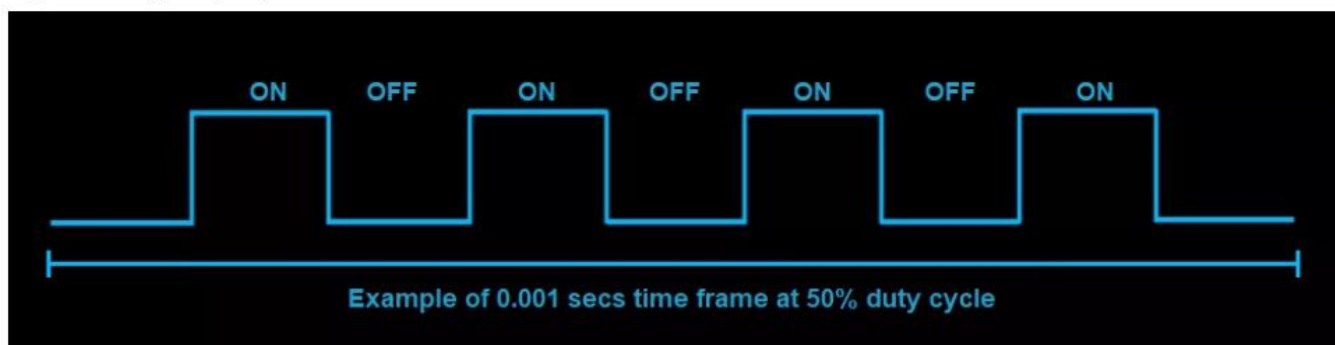 ON OFF ON OFF ON OFF ON
Example of 0.001 secs time frame at 50% duty cycle